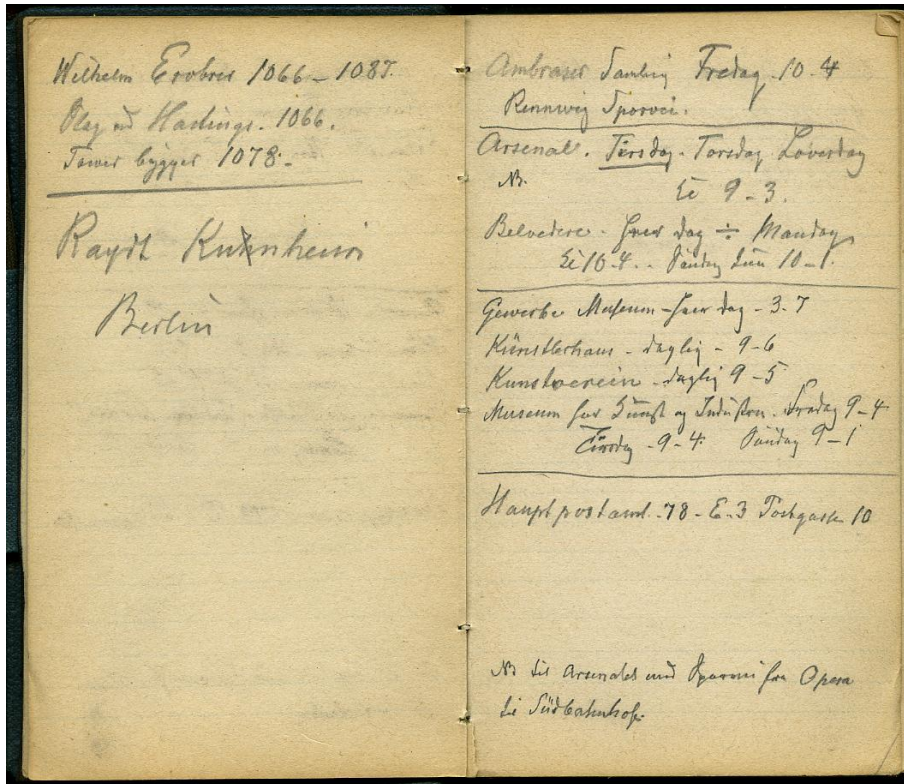 Wilhelm Erobrer 1066 – 1087.
Slag ved Hastings. 1066.
Tower bygget 1078.–
Raydt Kuhnheim
Berlin
Ambraser Samling Fredag. 10-4
Rennweg Sporvei.
Arsenal. Tirsdag. Torsdag Løverdag
NB.
Kl 9-3.
Belvedere. hver dag ÷ Mandag
Kl 10-4. Søndag kun 10-1.
Gewerbe Museum – hver dag – 3-7
Künstlerhaus – daglig – 9-6
Kunstverein – daglig 9-5
Museum for Kunst og Industri. Fredag 9-4
Tirsdag 9-4. Søndag 9-1
Hauptpostamt 78-E-3 Postgasse 10
NB til Arsenalet med Sporvei fra Opera
til Südbahnhof.